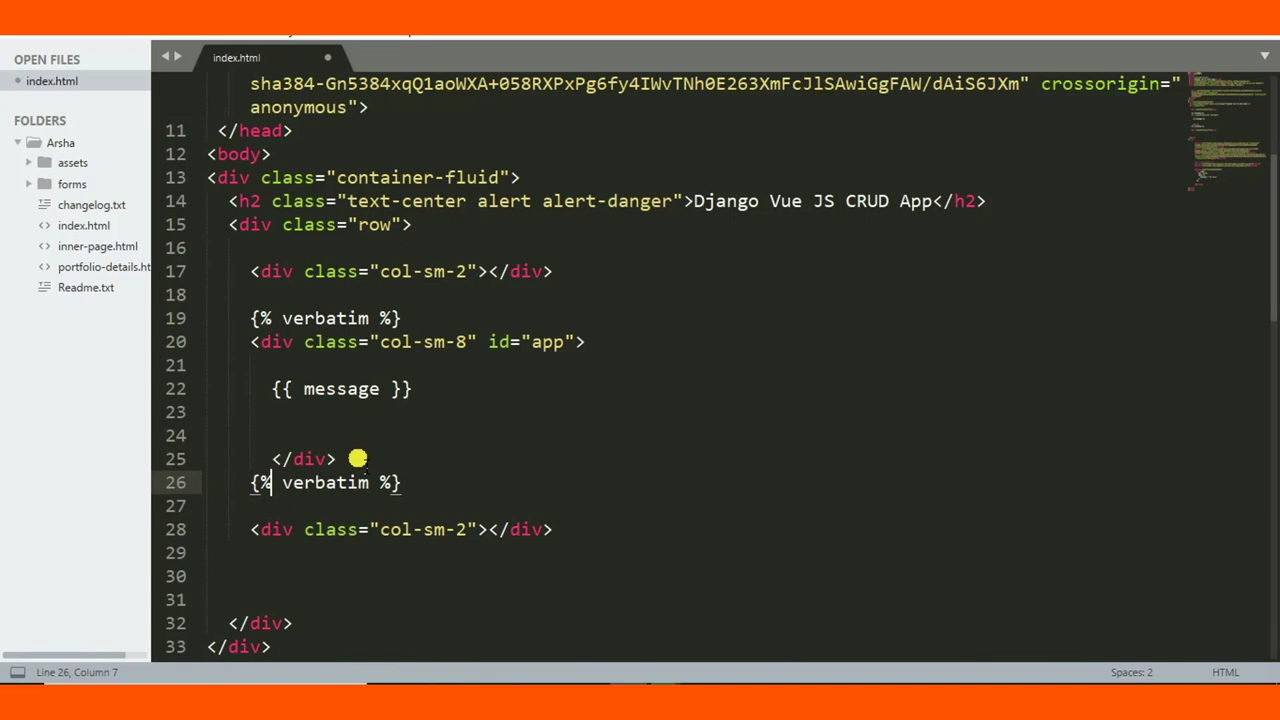 OPEN FILES
index.html
FOLDERS
Arsha
assets
forms
changelog.txt
index.html
inner-page.html
portfolio-details.ht
Readme.txt
index.html
sha384-Gn5384xqQ1aoWXA+058RXPxPg6fy4IWvTNh0E263XmFcJlSAwiGgFAW/dAiS6JXm" crossorigin="
anonymous">
11 </head>
12 <body>
13 <div class="container-fluid">
14 <h2 class="text-center alert alert-danger">Django Vue JS CRUD App</h2>
15 <div class="row">
16
17 <div class="col-sm-2"></div>
18
19 {% verbatim %}
20 <div class="col-sm-8" id="app">
21
22 {{ message }}
23
24
25 </div>
26 {% verbatim %}
27
28 <div class="col-sm-2"></div>
29
30
31
32 </div>
33 </div>
Line 26, Column 7
Spaces: 2
HTML